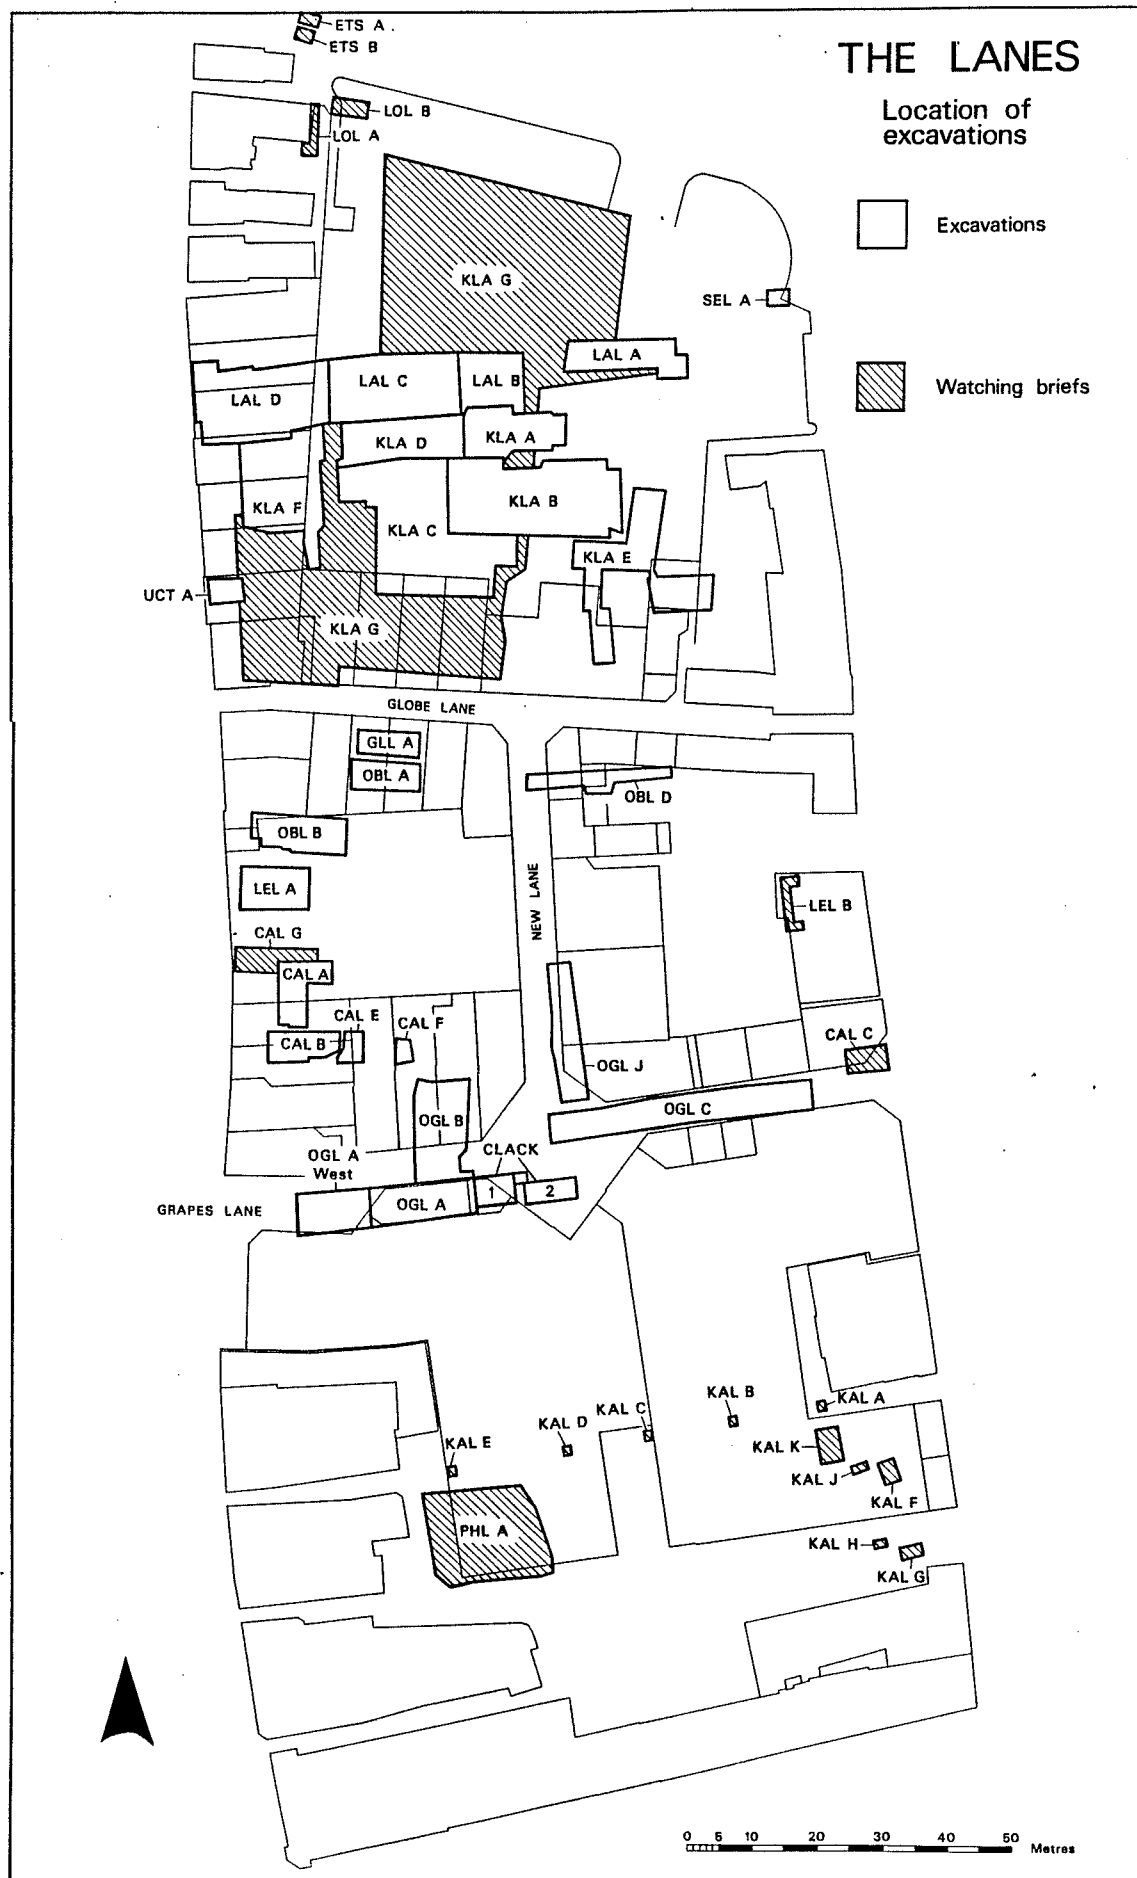 ETS A
ETS B
THE LANES
Location of
excavations
LOL B
LOL A
Excavations
KLA G
SEL A
LAL A
LAL C
LAL B
Watching briefs
LAL D
KLA D
KLA A
KLA B
KLA F
KLA C
KLA E
UCT A
KLA G
GLOBE LANE
GLL A
OBL A
OBL D
OBL B
NEW LANE
LEL A
LEL B
CAL G
CAL A
CAL E
CAL F
CAL B
CAL C
OGL J
OGL C
OGL B
CLACK
OGL A
West
1
2
OGL A
GRAPES LANE
KAL B
KAL A
KAL C
KAL D
KAL E
KAL K
KAL J
KAL F
PHL A
KAL H
KAL G
0 5 10 20 30 40 50
Metres